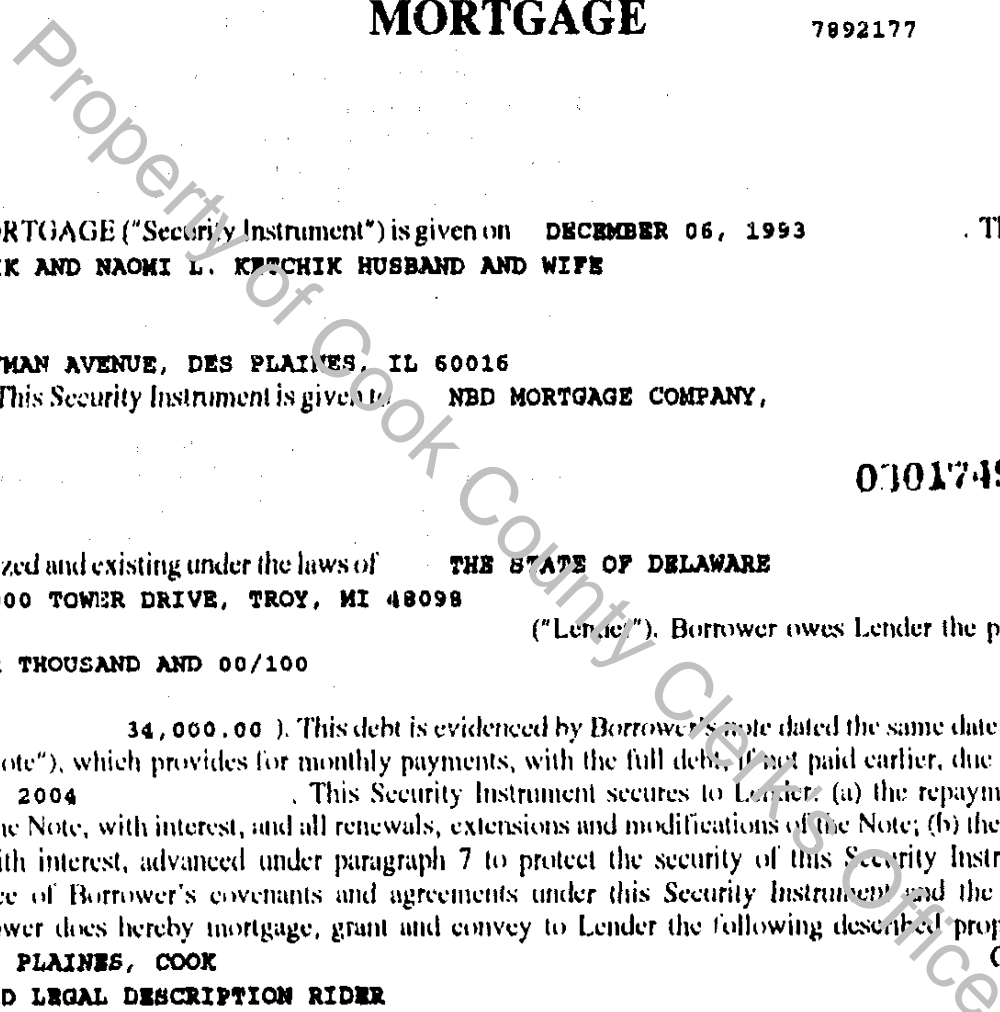 MORTGAGE 7892177
RTGAGE ("Security Instrument") is given on DECEMBER 06, 1993 . Th
IK AND NAOMI L. KETCHIK HUSBAND AND WIFE
TMAN AVENUE, DES PLAINES, IL 60016
This Security Instrument is given to NBD MORTGAGE COMPANY,
zed and existing under the laws of THE STATE OF DELAWARE
00 TOWER DRIVE, TROY, MI 48098
("Lender"). Borrower owes Lender the p
THOUSAND AND 00/100
34,000.00 ). This debt is evidenced by Borrower's note dated the same date
ote"), which provides for monthly payments, with the full debt, if not paid earlier, due
2004 . This Security Instrument secures to Lender: (a) the repaym
he Note, with interest, and all renewals, extensions and modifications of the Note; (b) the
ith interest, advanced under paragraph 7 to protect the security of this Security Instr
ce of Borrower's covenants and agreements under this Security Instrument and the
ower does hereby mortgage, grant and convey to Lender the following described prop
PLAINES, COOK C
D LEGAL DESCRIPTION RIDER
Property of Cook County Clerk's Office